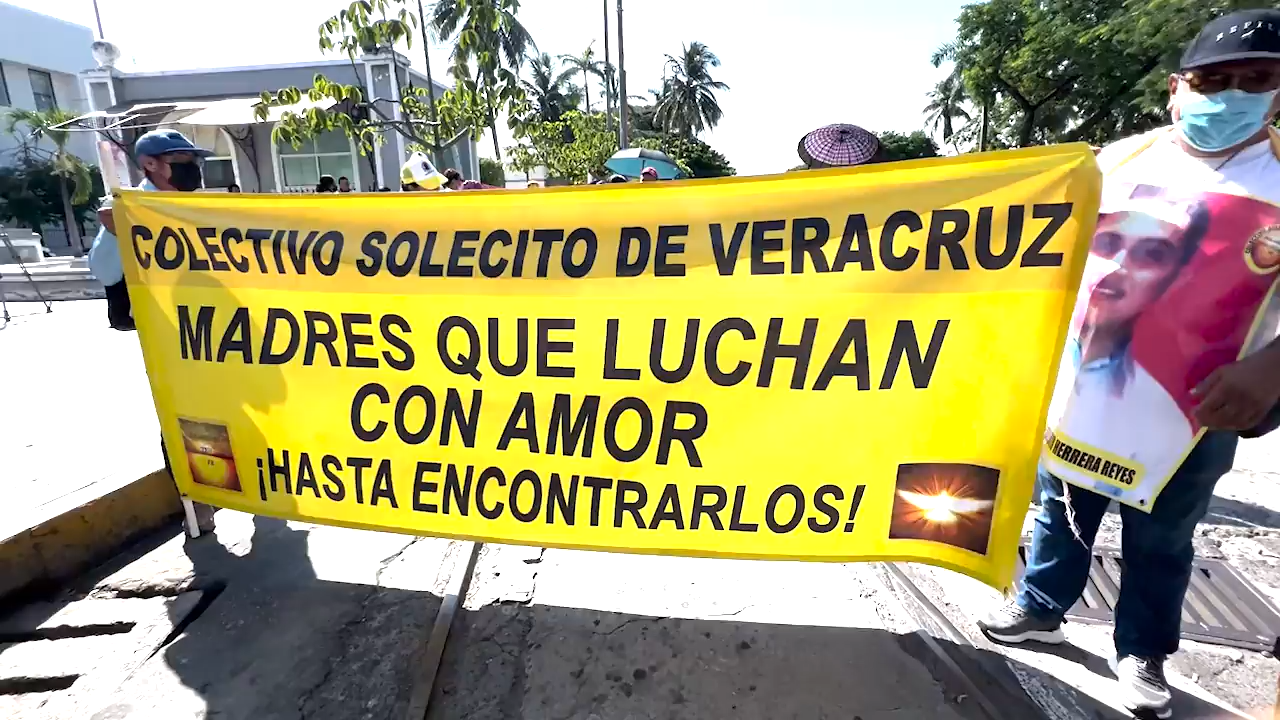 COLECTIVO SOLECITO DE VERACRUZ
MADRES QUE LUCHAN
CON AMOR
¡HASTA ENCONTRARLOS!
HERRERA REYES